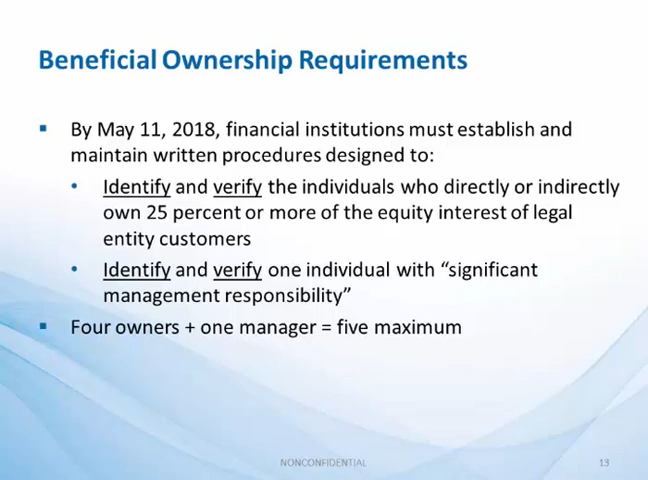 Beneficial Ownership Requirements
▪ By May 11, 2018, financial institutions must establish and
maintain written procedures designed to:
• Identify and verify the individuals who directly or indirectly
own 25 percent or more of the equity interest of legal
entity customers
• Identify and verify one individual with “significant
management responsibility”
▪ Four owners + one manager = five maximum
NONCONFIDENTIAL
13